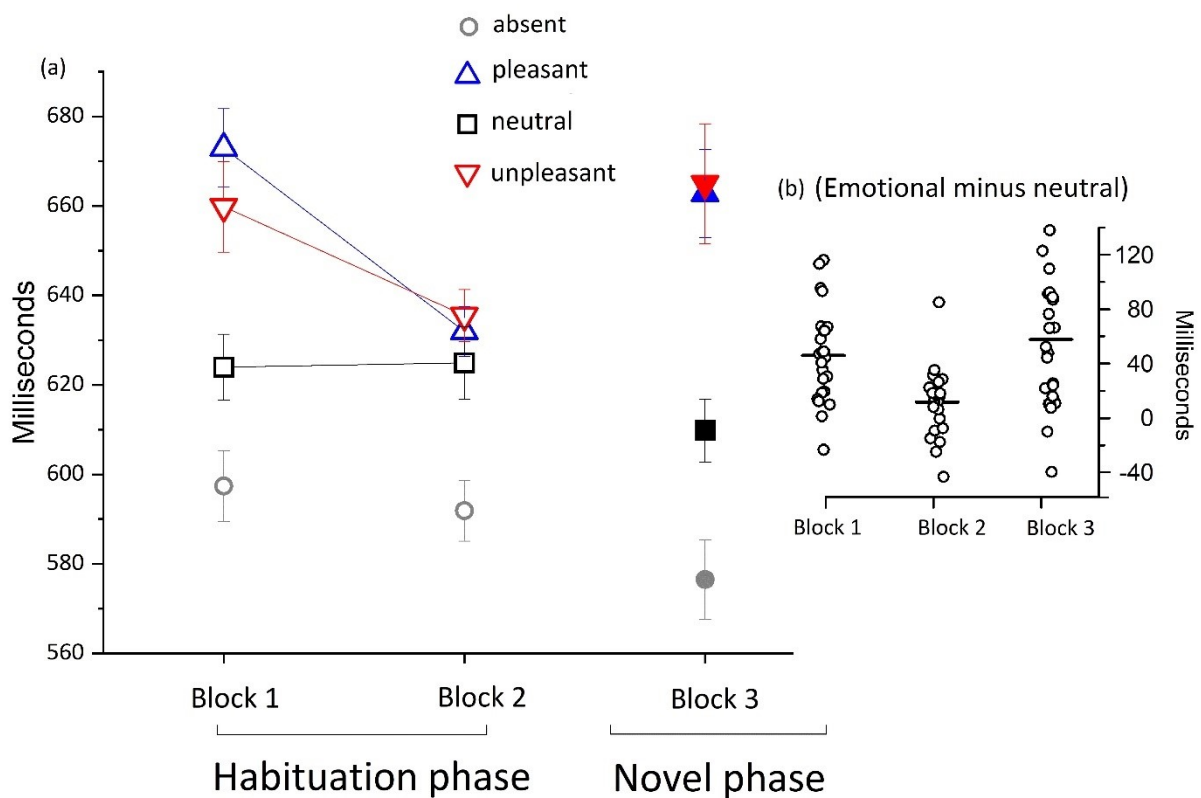 absent
(a)
pleasant
neutral
unpleasant
680
660
640
620
600
580
560
Milliseconds
Block 1
Block 2
Block 3
Habituation phase
Novel phase
(b) (Emotional minus neutral)
120
80
40
0
-40
Milliseconds
Block 1
Block 2
Block 3